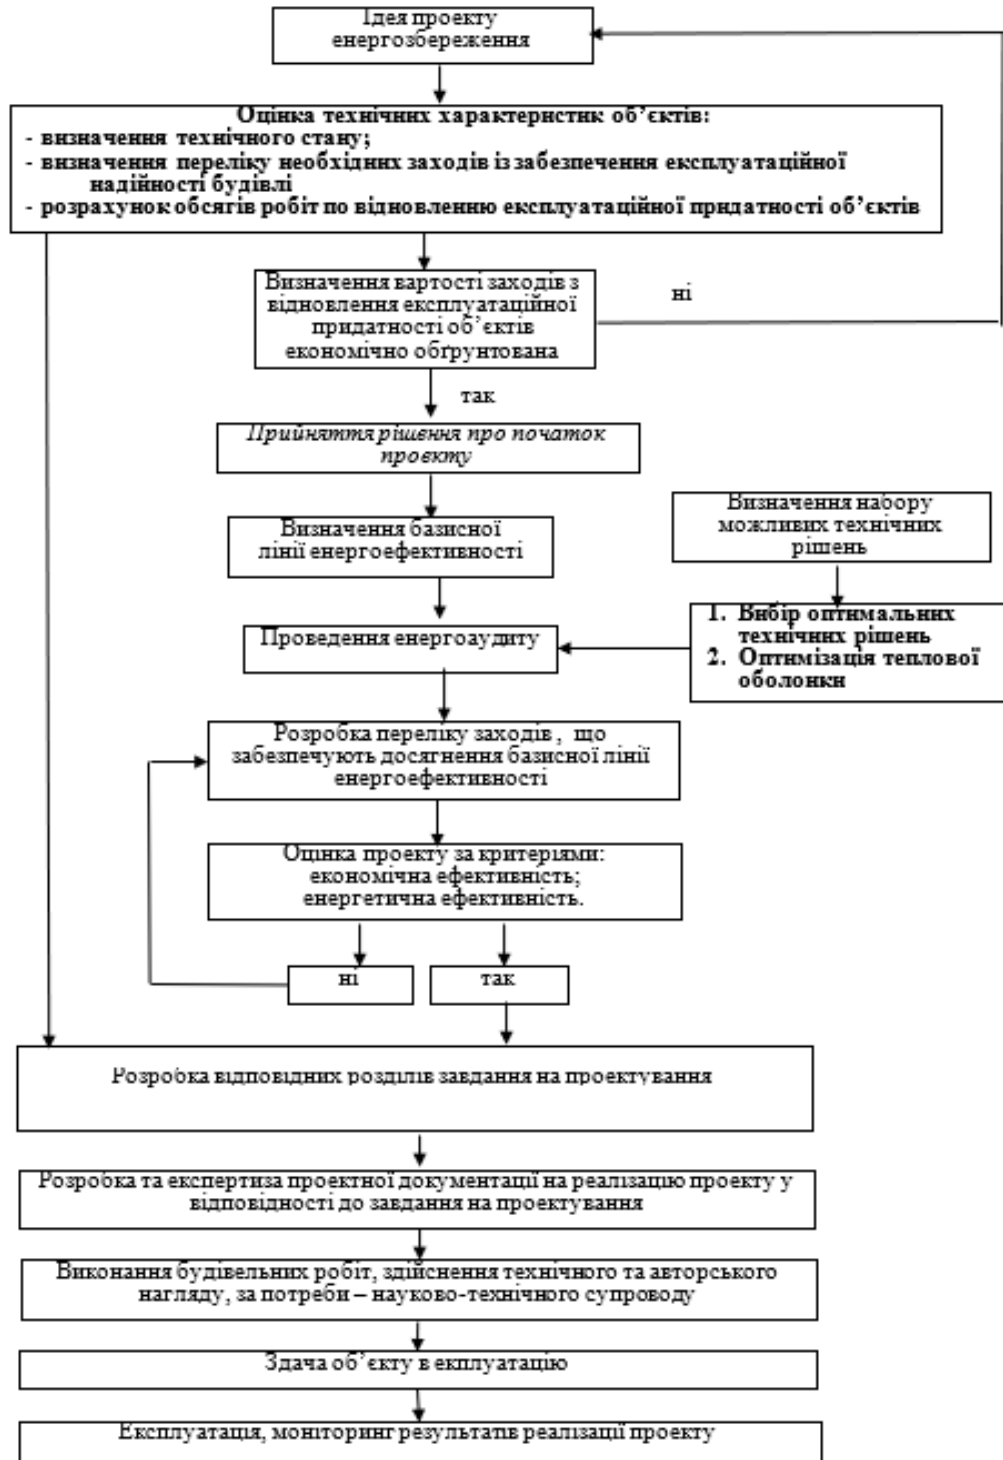 Ідея проекту
енергозбереження
Оцінка технічних характеристик об’єктів:
- визначення технічного стану;
- визначення переліку необхідних заходів із забезпечення експлуатаційної
надійності будівлі
- розрахунок обсягів робіт по відновленню експлуатаційної придатності об’єктів
Визначення вартості заходів з
відновлення експлуатаційної
придатності об’єктів
економічно обґрунтована
ні
так
Прийняття рішення про початок
проекту
Визначення базисної
лінії енергоефективності
Визначення набору
можливих технічних
рішень
1. Вибір оптимальних
технічних рішень
2. Оптимізація теплової
оболонки
Проведення енергоаудиту
Розробка переліку заходів , що
забезпечують досягнення базисної лінії
енергоефективності
Оцінка проекту за критеріями:
економічна ефективність;
енергетична ефективність.
ні
так
Розробка відповідних розділів завдання на проектування
Розробка та експертиза проектної документації на реалізацію проекту у
відповідності до завдання на проектування
Виконання будівельних робіт, здійснення технічного та авторського
нагляду, за потреби – науково-технічного супроводу
Здача об’єкту в екплуатацію
Експлуатація, моніторинг результатів реалізації проекту